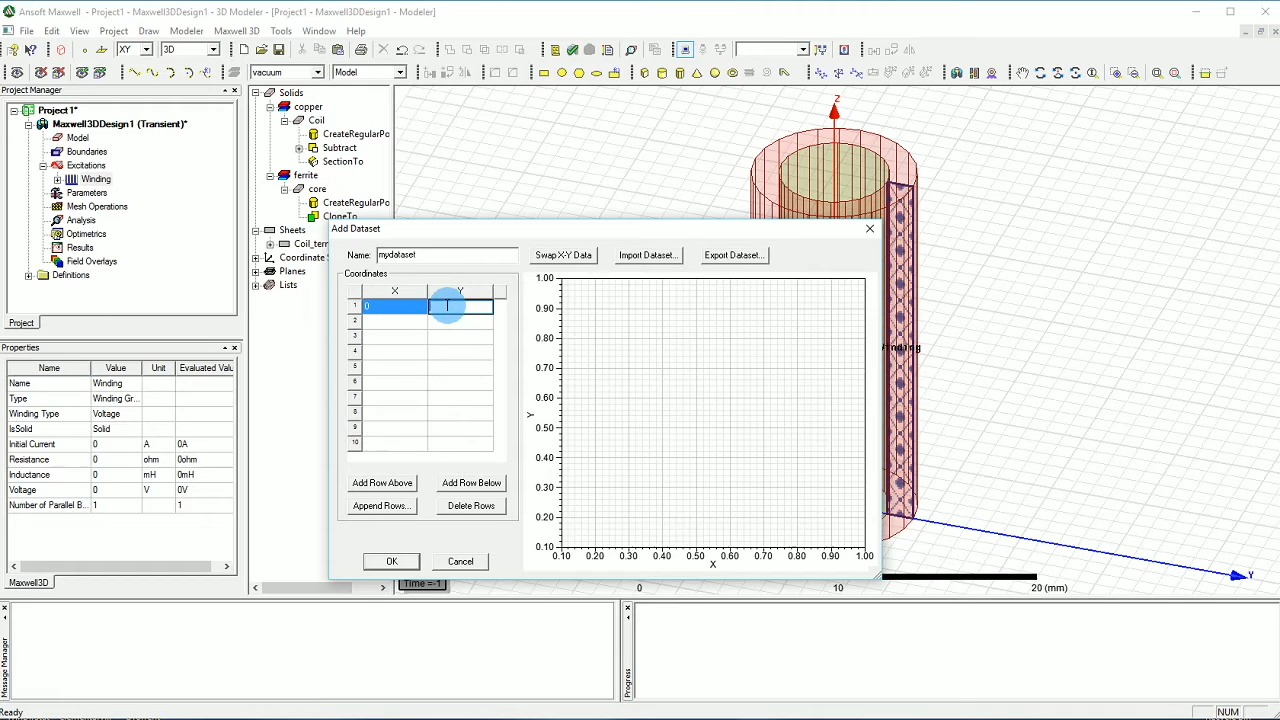 Ansoft Maxwell - Project1 - Maxwell3DDesign1 - 3D Modeler - [Project1 - Maxwell3DDesign1 - Modeler]
File Edit View Project Draw Modeler Maxwell 3D Tools Window Help
XY 3D
vacuum Model
Project Manager
Project1*
Maxwell3DDesign1 (Transient)*
Model
Boundaries
Excitations
Winding
Parameters
Mesh Operations
Analysis
Optimetrics
Results
Field Overlays
Definitions
Project
Solids
copper
Coil
CreateRegularPo
Subtract
SectionTo
ferrite
core
CreateRegularPo
CloneTo
Sheets
Coil_terr
Coordinate S
Planes
Lists
Properties
Name Value Unit Evaluated Valu
Name Winding
Type Winding Gr...
Winding Type Voltage
IsSolid Solid
Initial Current 0 A 0A
Resistance 0 ohm 0ohm
Inductance 0 mH 0mH
Voltage 0 V 0V
Number of Parallel B... 1 1
Maxwell3D
Add Dataset
Name: mydataset
Swap X-Y Data Import Dataset... Export Dataset...
Coordinates
X Y
1 0
2
3
4
5
6
7
8
9
10
Add Row Above Add Row Below
Append Rows... Delete Rows
OK Cancel
1.00
0.90
0.80
0.70
0.60
0.50
0.40
0.30
0.20
0.10
Y
0.10 0.20 0.30 0.40 0.50 0.60 0.70 0.80 0.90 1.00
X
Z
Y
Time =-1
0 10 20 (mm)
Message Manager
Progress
Ready
NUM